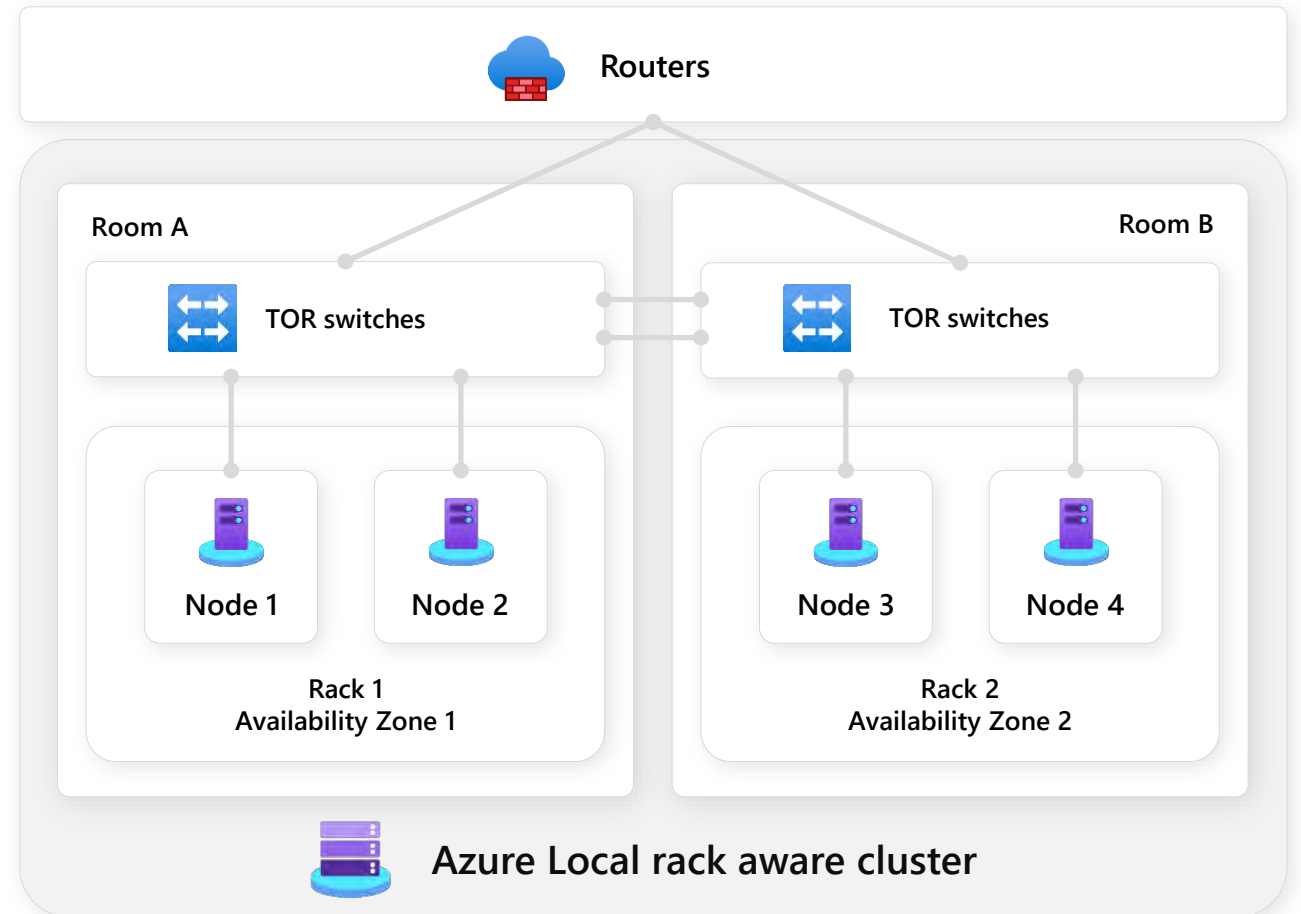 Routers
Room A
TOR switches
Node 1
Node 2
Rack 1
Availability Zone 1
Room B
TOR switches
Node 3
Node 4
Rack 2
Availability Zone 2
Azure Local rack aware cluster